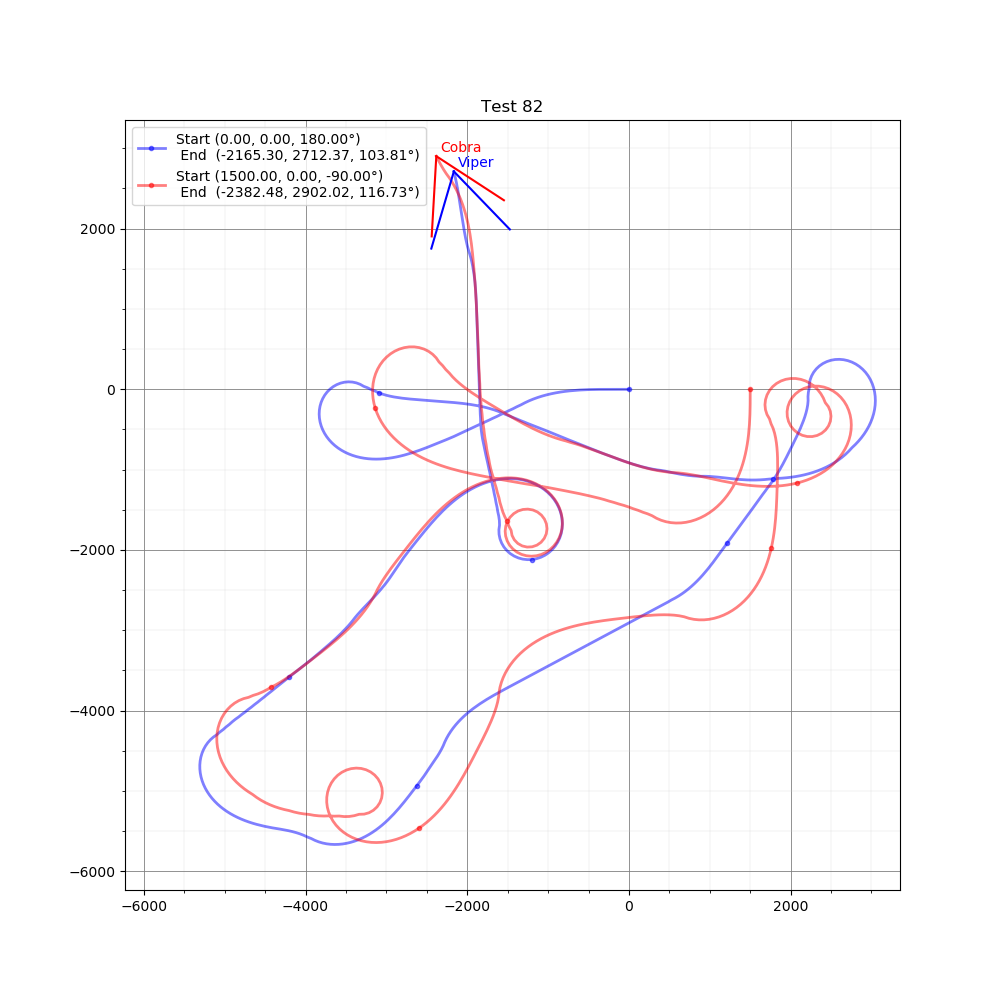 Test 82
Start (0.00, 0.00, 180.00°)
End  (-2165.30, 2712.37, 103.81°)
Start (1500.00, 0.00, -90.00°)
End  (-2382.48, 2902.02, 116.73°)
Cobra
Viper
2000
0
−2000
−4000
−6000
−6000
−4000
−2000
0
2000